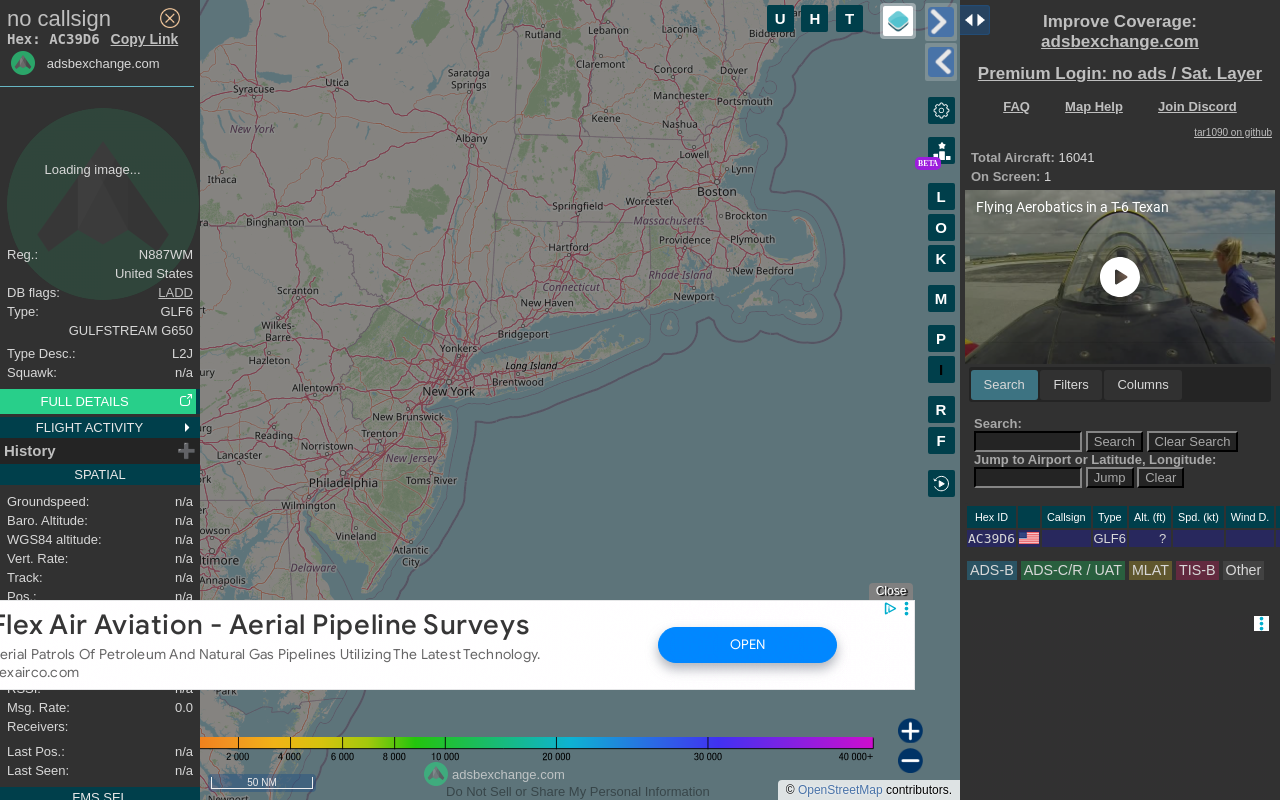 no callsign
Hex: AC39D6 Copy Link
adsbexchange.com
Loading image...
Reg.: N887WM
United States
DB flags: LADD
Type: GLF6
GULFSTREAM G650
Type Desc.: L2J
Squawk: n/a
FULL DETAILS
FLIGHT ACTIVITY
History
SPATIAL
Groundspeed: n/a
Baro. Altitude: n/a
WGS84 altitude: n/a
Vert. Rate: n/a
Track: n/a
Pos.: n/a
RSSI: n/a
Msg. Rate: 0.0
Receivers:
Last Pos.: n/a
Last Seen: n/a
FMS SEL
Rutland
Lebanon
Laconia
Biddeford
Claremont
Concord
Dover
Saratoga
Springs
Utica
Syracuse
Manchester
Portsmouth
Keene
Nashua
New York
Albany
Lowell
Lynn
Ithaca
Boston
Worcester
Springfield
Massachusetts
Brockton
Binghamton
Providence
Plymouth
Hartford
New Bedford
Rhode Island
Connecticut
Newport
Scranton
New Haven
Wilkes-
Barre
Bridgeport
Yonkers
Hazleton
Long Island
Brentwood
Allentown
New York
New Brunswick
Reading
Trenton
Norristown
Lancaster
New Jersey
Toms River
Philadelphia
Wilmington
Vineland
Atlantic
City
Annapolis
Delaware
Park
Newport
U H T
BETA
L
O
K
M
P
I
R
F
Close
Flex Air Aviation - Aerial Pipeline Surveys
erial Patrols Of Petroleum And Natural Gas Pipelines Utilizing The Latest Technology.
exairco.com
OPEN
2 000 4 000 6 000 8 000 10 000 20 000 30 000 40 000+
50 NM
adsbexchange.com
Do Not Sell or Share My Personal Information
© OpenStreetMap contributors.
Improve Coverage:
adsbexchange.com
Premium Login: no ads / Sat. Layer
FAQ Map Help Join Discord
tar1090 on github
Total Aircraft: 16041
On Screen: 1
Flying Aerobatics in a T-6 Texan
Search Filters Columns
Search:
Search Clear Search
Jump to Airport or Latitude, Longitude:
Jump Clear
Hex ID Callsign Type Alt. (ft) Spd. (kt) Wind D.
AC39D6 GLF6 ?
ADS-B ADS-C/R / UAT MLAT TIS-B Other